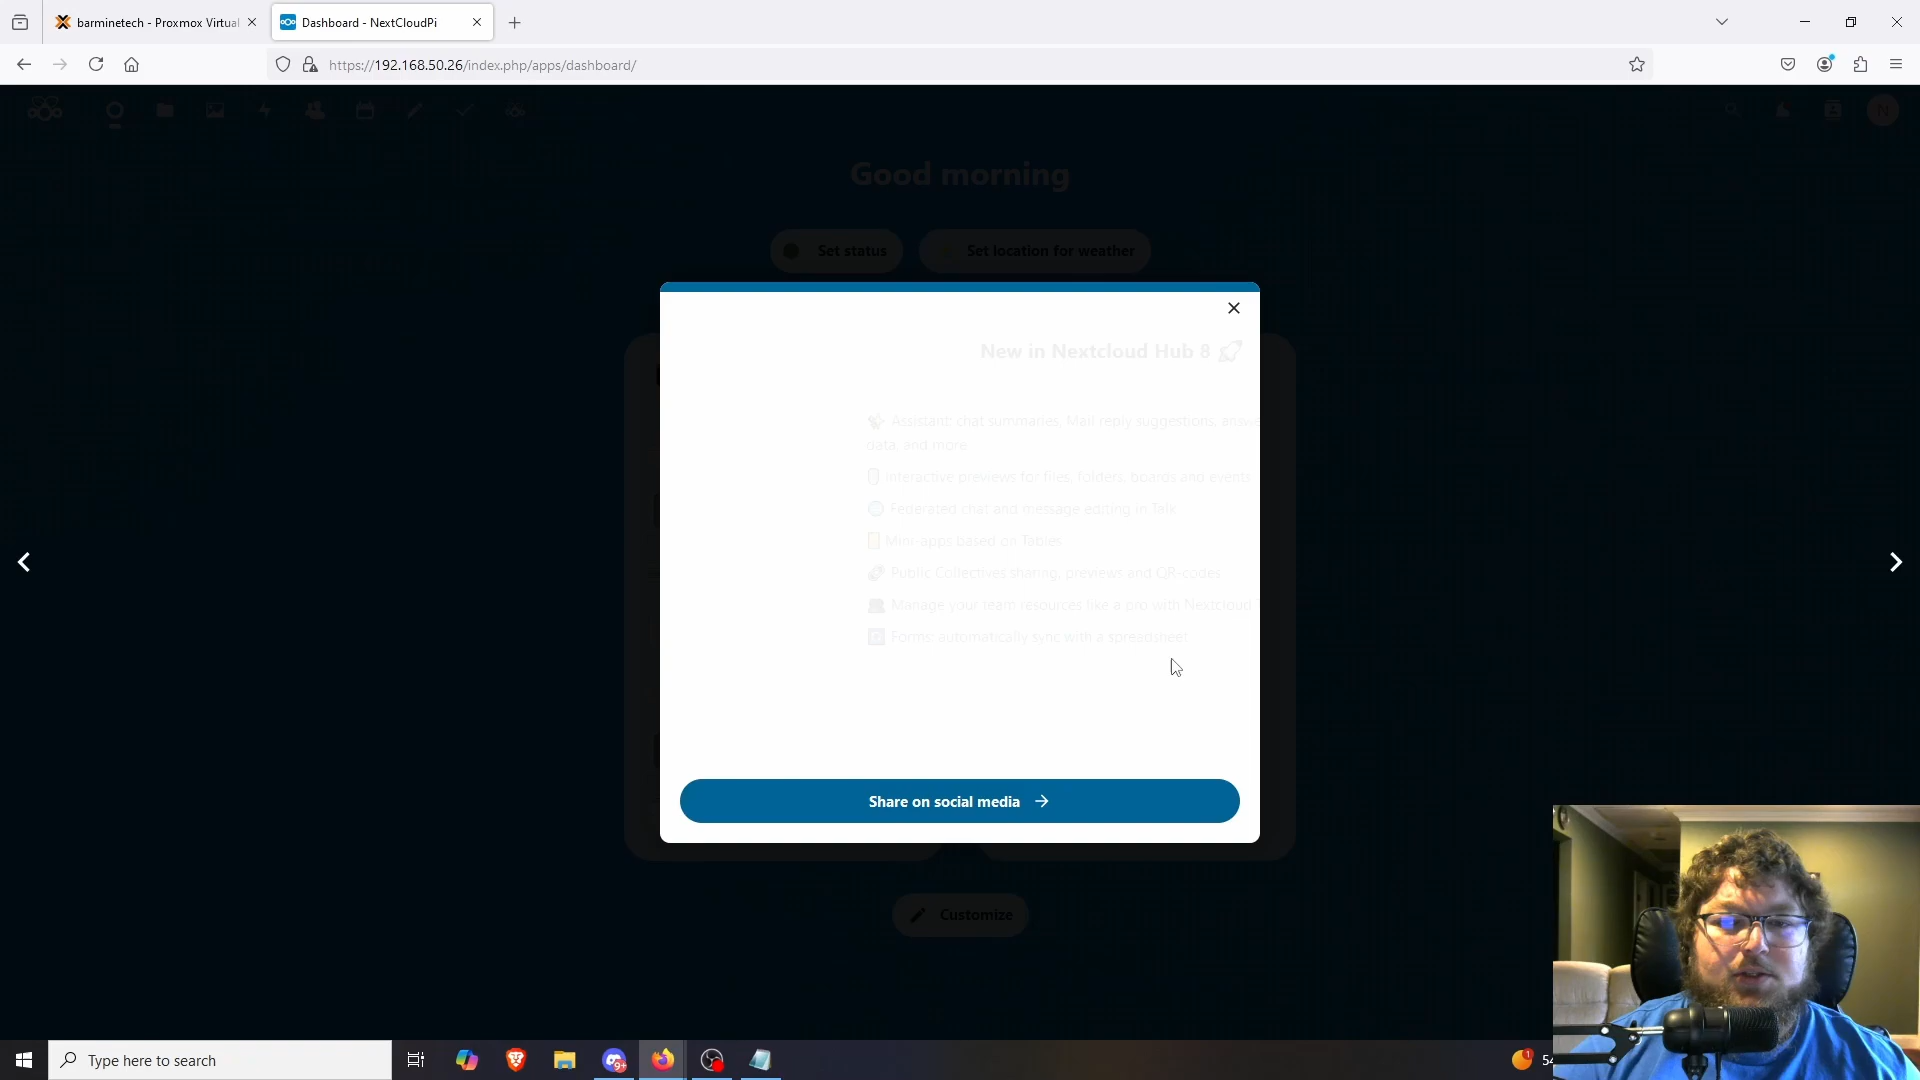 barminetech - Proxmox Virtual
Dashboard - NextCloudPi
https://192.168.50.26/index.php/apps/dashboard/
N
Good morning
Set status
Set location for weather
New in Nextcloud Hub 8 🚀
Assistant: chat summaries, Mail reply suggestions,
data, and more
Interactive previews for files, folders, boards and events
Federated chat and message editing in Talk
Mini-apps based on Tables
Public Collectives sharing, previews and QR-codes
Manage your team resources like a pro with Nextcloud
Forms: automatically sync with a spreadsheet
Share on social media →
Customize
Type here to search
9+
1
54